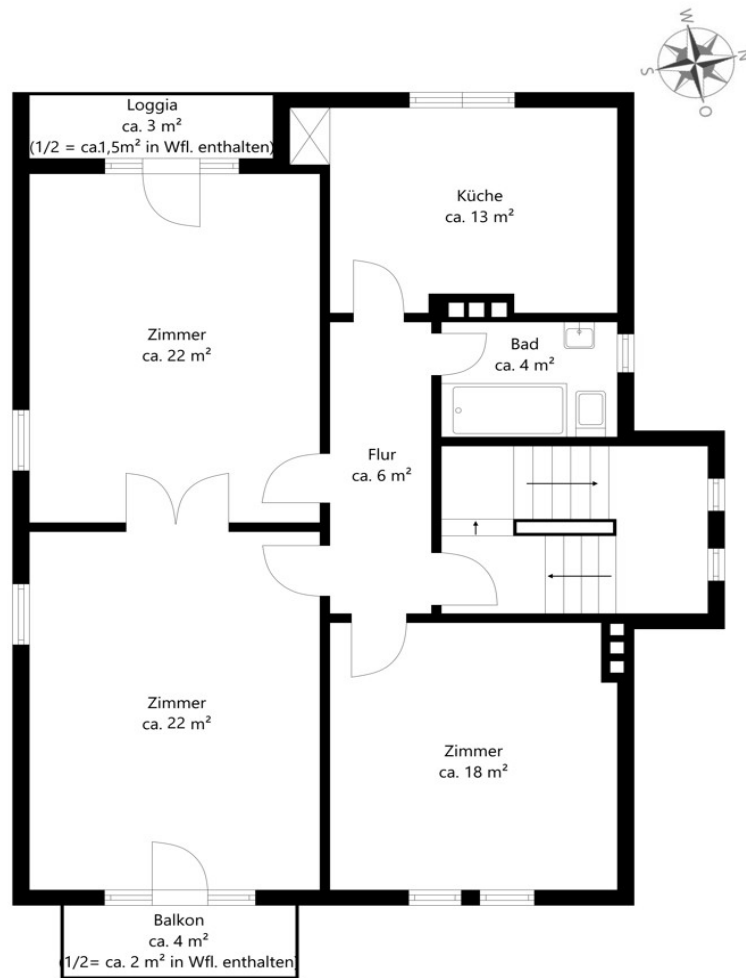 W
N
S
O
Loggia
ca. 3 m²
(1/2 = ca.1,5m² in Wfl. enthalten)
Küche
ca. 13 m²
Zimmer
ca. 22 m²
Bad
ca. 4 m²
Flur
ca. 6 m²
Zimmer
ca. 22 m²
Zimmer
ca. 18 m²
Balkon
ca. 4 m²
(1/2= ca. 2 m² in Wfl. enthalten)